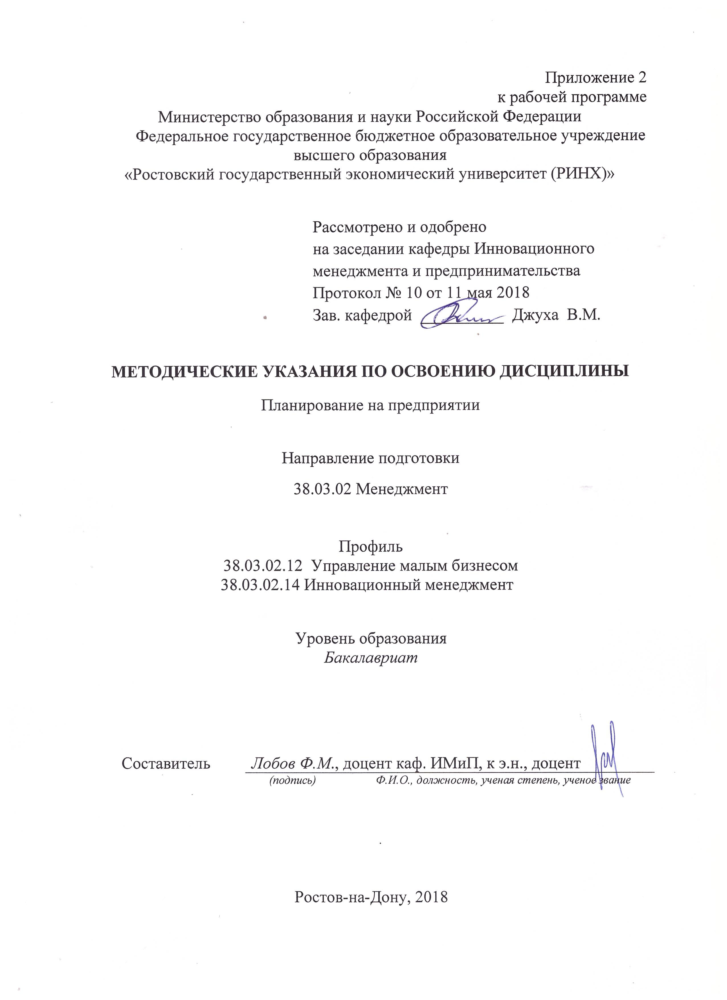 Приложение 2
к рабочей программе
Министерство образования и науки Российской Федерации
Федеральное государственное бюджетное образовательное учреждение
высшего образования
«Ростовский государственный экономический университет (РИНХ)»
Рассмотрено и одобрено
на заседании кафедры Инновационного
менеджмента и предпринимательства
Протокол № 10 от 11 мая 2018
Зав. кафедрой __________ Джуха В.М.
МЕТОДИЧЕСКИЕ УКАЗАНИЯ ПО ОСВОЕНИЮ ДИСЦИПЛИНЫ
Планирование на предприятии
Направление подготовки
38.03.02 Менеджмент
Профиль
38.03.02.12 Управление малым бизнесом
38.03.02.14 Инновационный менеджмент
Уровень образования
Бакалавриат
Составитель Лобов Ф.М., доцент каф. ИМиП, к э.н., доцент
(подпись) Ф.И.О., должность, ученая степень, ученое звание
Ростов-на-Дону, 2018